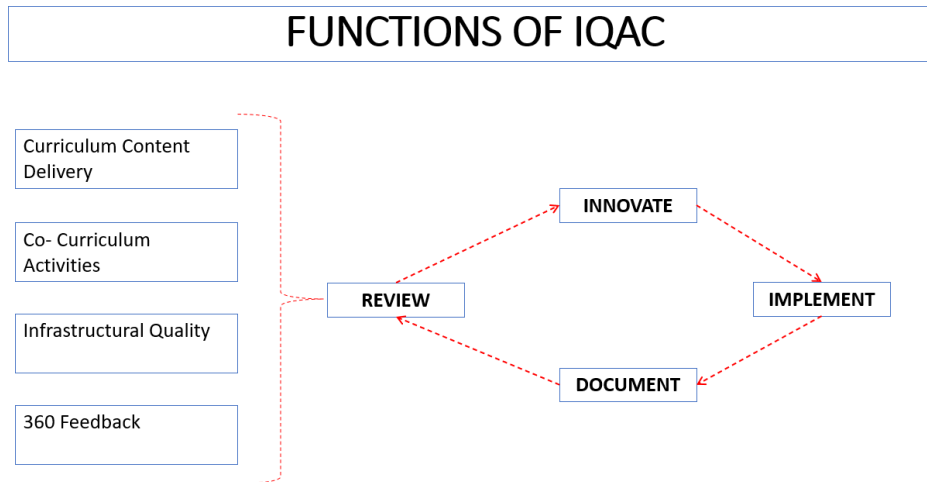 FUNCTIONS OF IQAC
Curriculum Content
Delivery
Co- Curriculum
Activities
Infrastructural Quality
360 Feedback
REVIEW
INNOVATE
IMPLEMENT
DOCUMENT